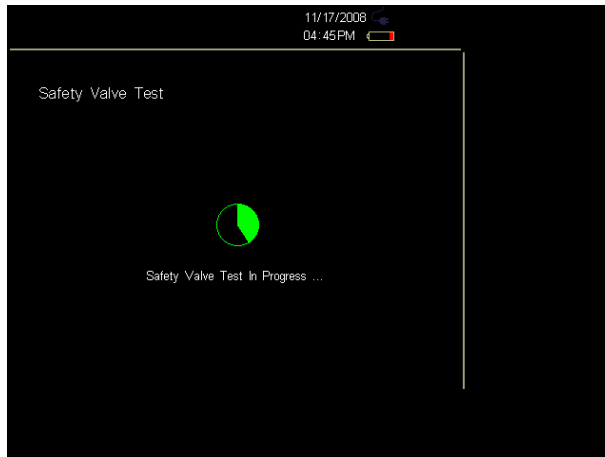 11/17/2008
04:45PM
Safety Valve Test
Safety Valve Test In Progress ...